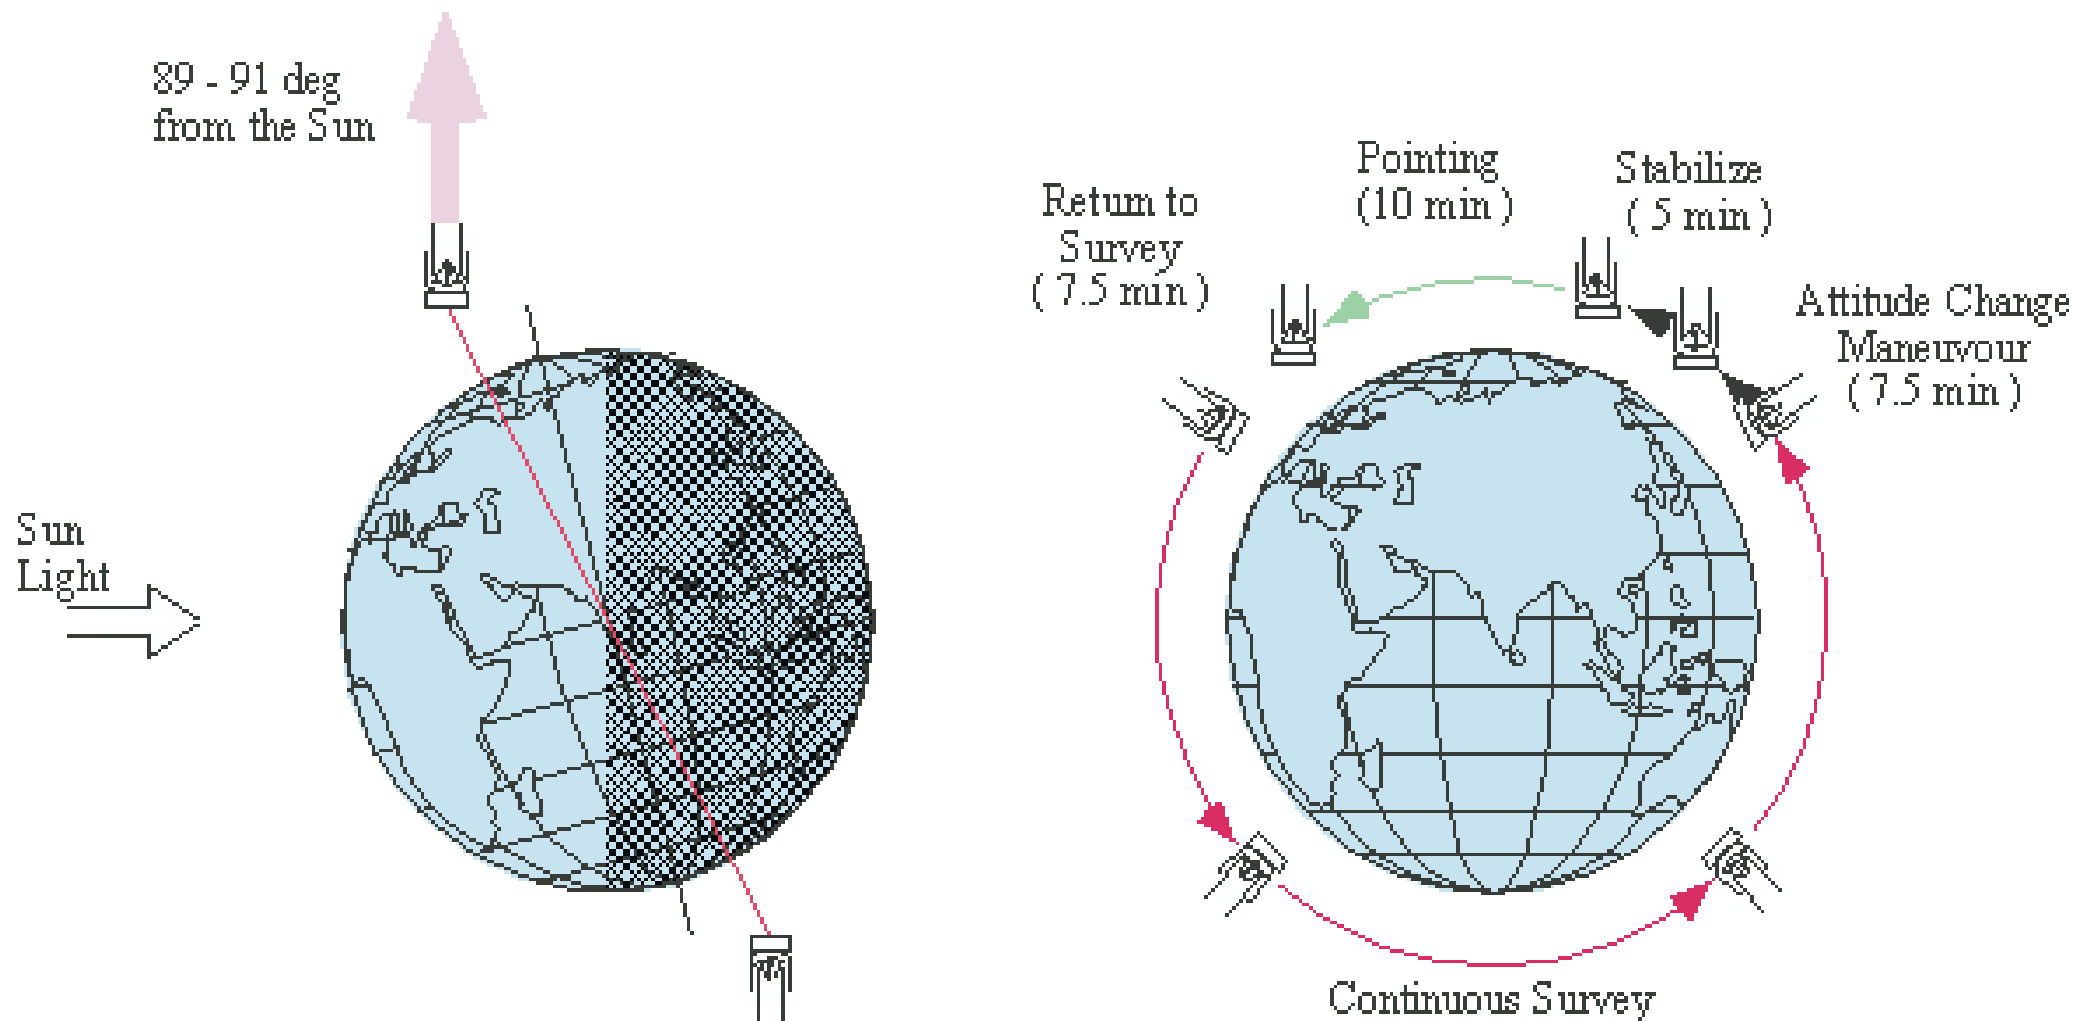 89 - 91 deg
from the Sun
Sun
Light
Return to
Survey
( 7.5 min )
Pointing
(10 min )
Stabilize
( 5 min )
Attitude Change
Maneuvour
( 7.5 min )
Continuous Survey